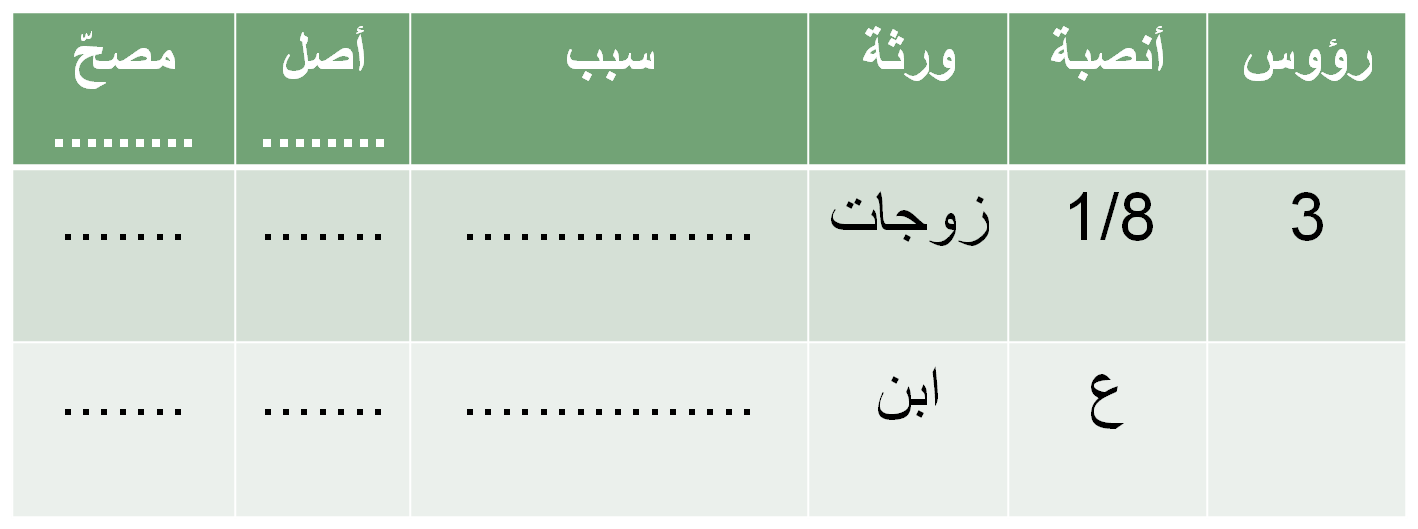 رؤوس أنصبة ورثة سبب أصل ........ مصحّ .........
3 1/8 زوجات ................ ....... .......
ع ابن ................ ....... .......